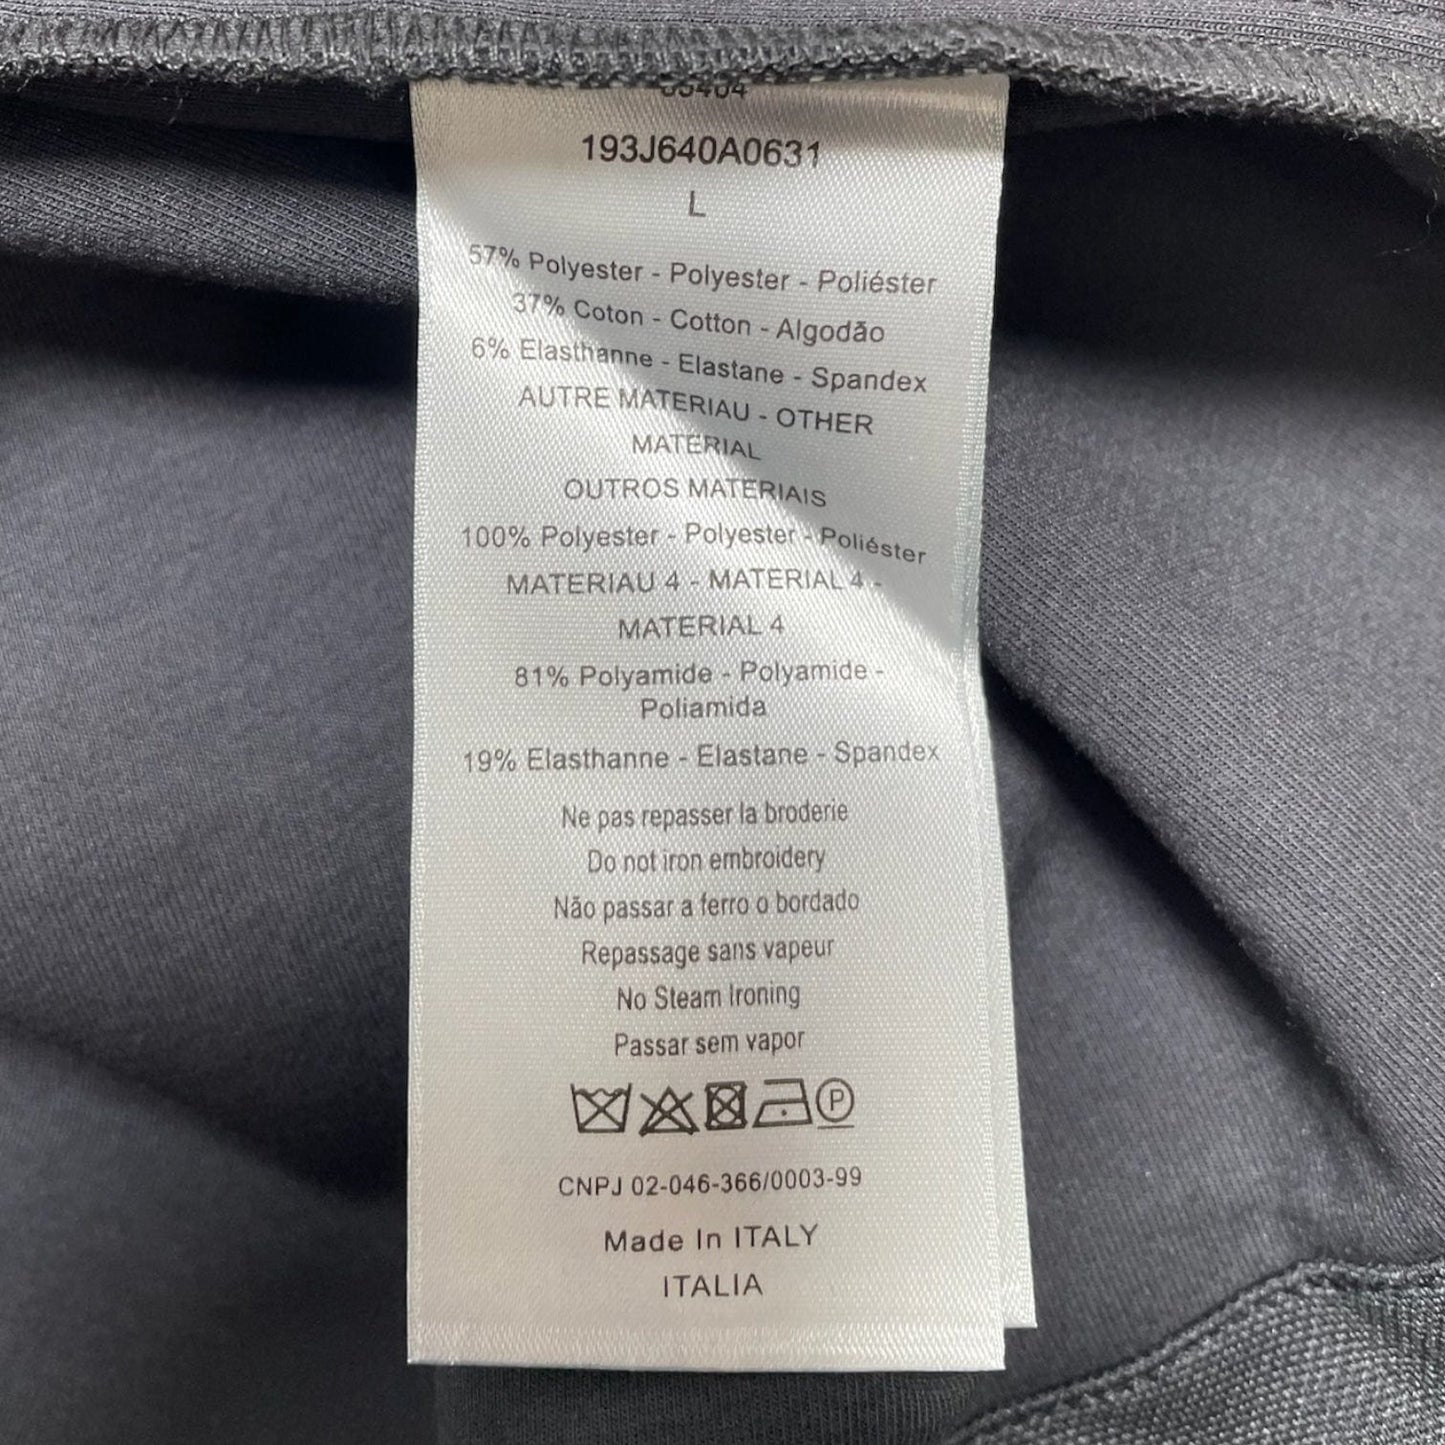 193J640A0631
L
57% Polyester - Polyester - Poliéster
37% Coton - Cotton - Algodão
6% Elasthanne - Elastane - Spandex
AUTRE MATERIAU - OTHER
MATERIAL
OUTROS MATERIAIS
100% Polyester - Polyester - Poliéster
MATERIAU 4 - MATERIAL 4 -
MATERIAL 4
81% Polyamide - Polyamide -
Poliamida
19% Elasthanne - Elastane - Spandex
Ne pas repasser la broderie
Do not iron embroidery
Não passar a ferro o bordado
Repassage sans vapeur
No Steam Ironing
Passar sem vapor
P
CNPJ 02-046-366/0003-99
Made In ITALY
ITALIA